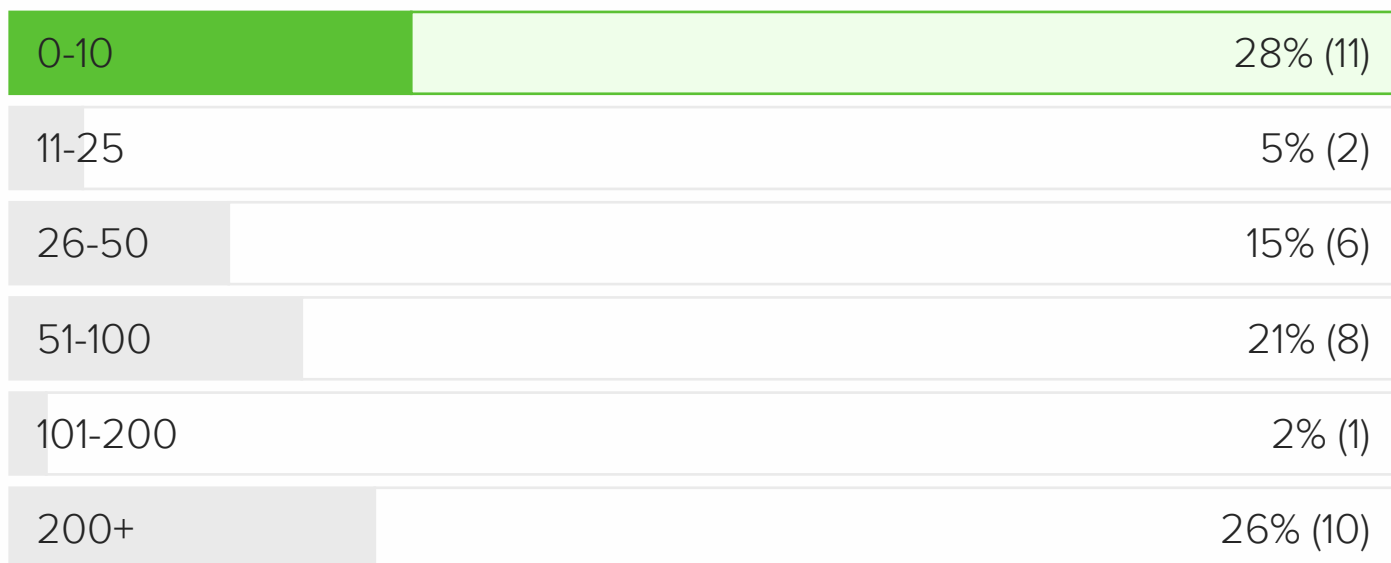 0-10 28% (11)
11-25 5% (2)
26-50 15% (6)
51-100 21% (8)
101-200 2% (1)
200+ 26% (10)